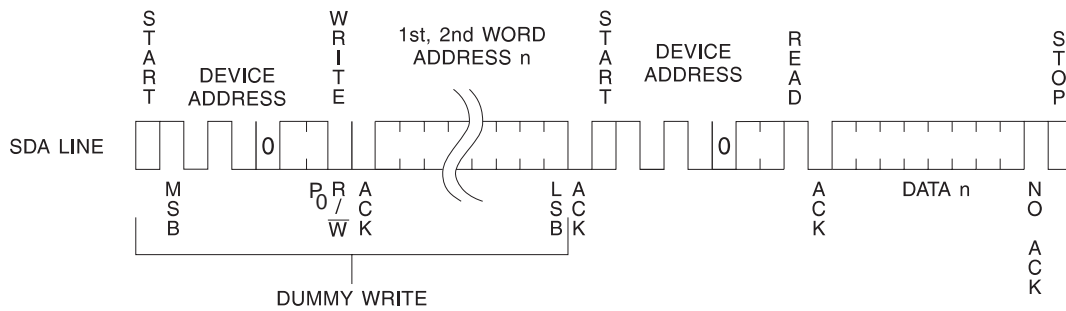 START
DEVICE
ADDRESS
WRITE
1st, 2nd WORD
ADDRESS n
START
DEVICE
ADDRESS
READ
STOP
SDA LINE
0
0
MSB
P0
R/W
ACK
LSB
ACK
ACK
DATA n
NO ACK
DUMMY WRITE